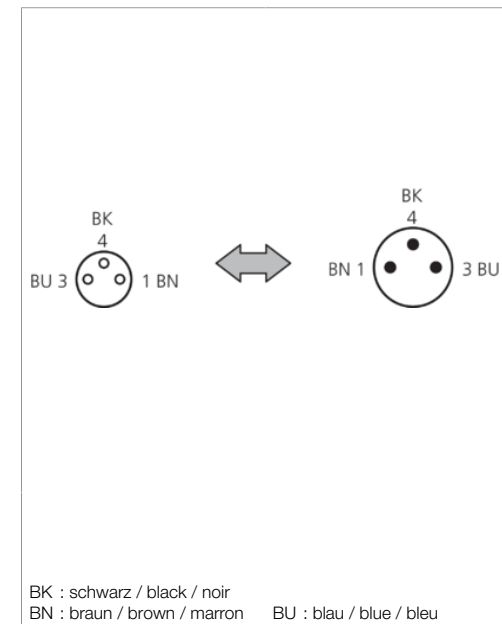 BK
4
BU 3
1 BN
BK
4
BN 1
3 BU
BK : schwarz / black / noir
BN : braun / brown / marron BU : blau / blue / bleu